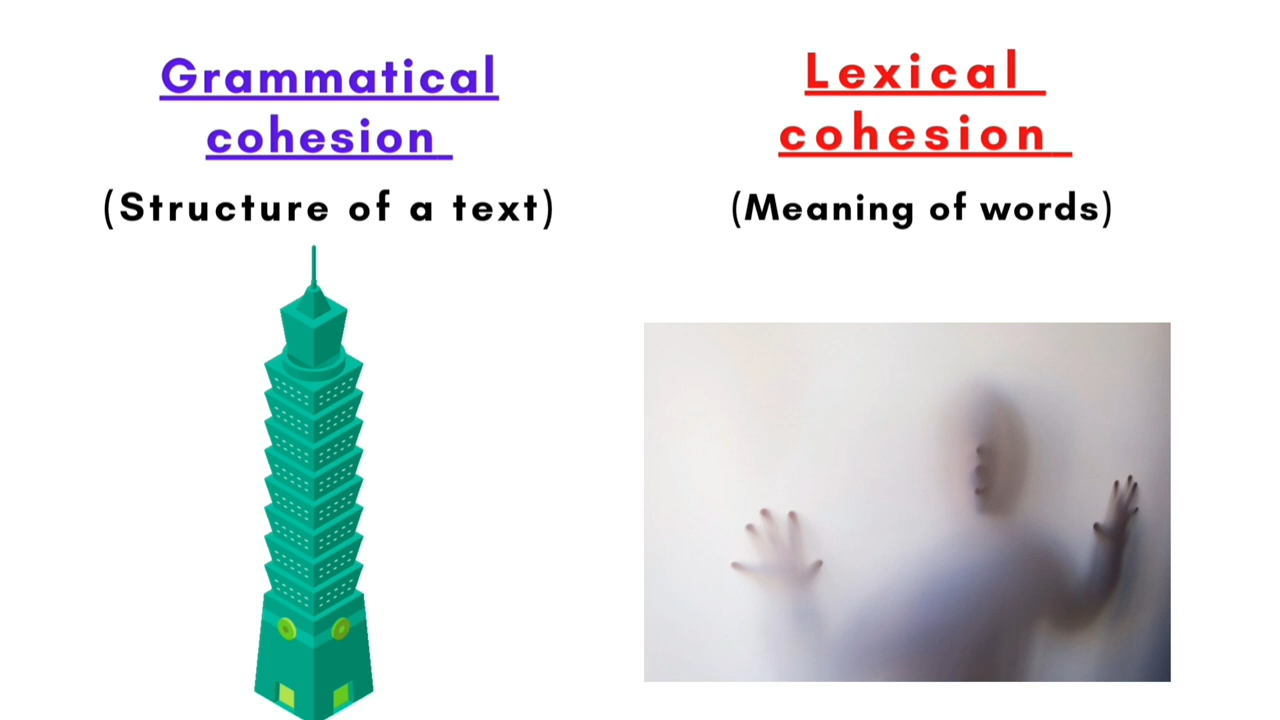 Grammatical
cohesion
(Structure of a text)
Lexical
cohesion
(Meaning of words)